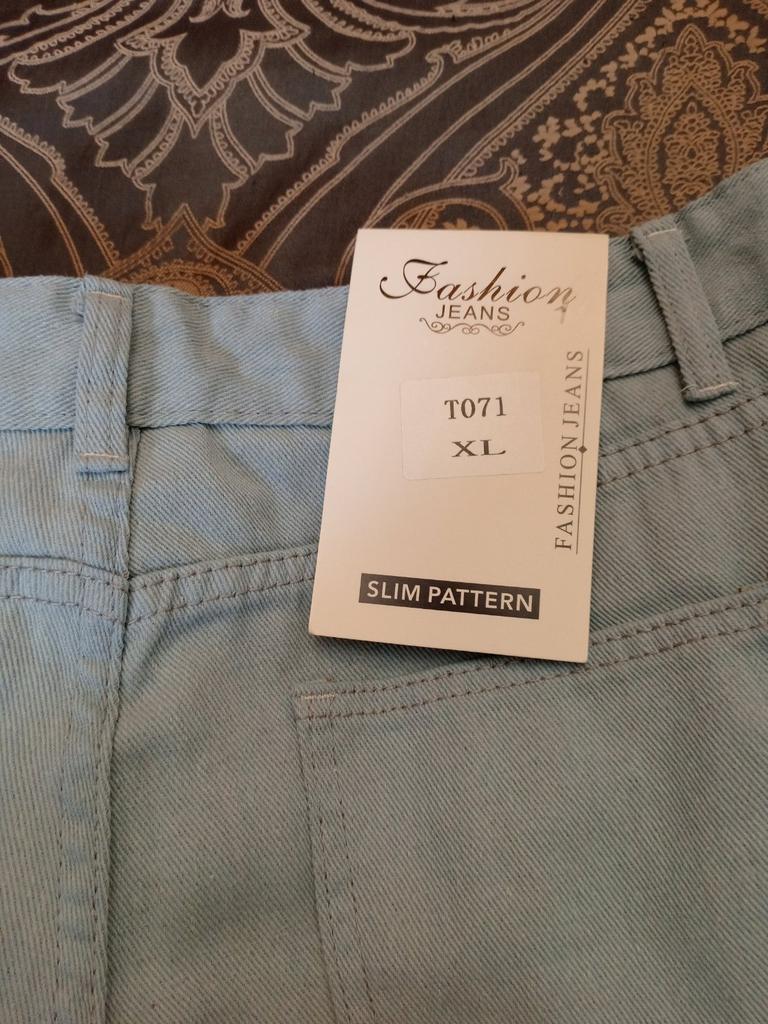 Fashion
JEANS
T071
XL
FASHION JEANS
SLIM PATTERN